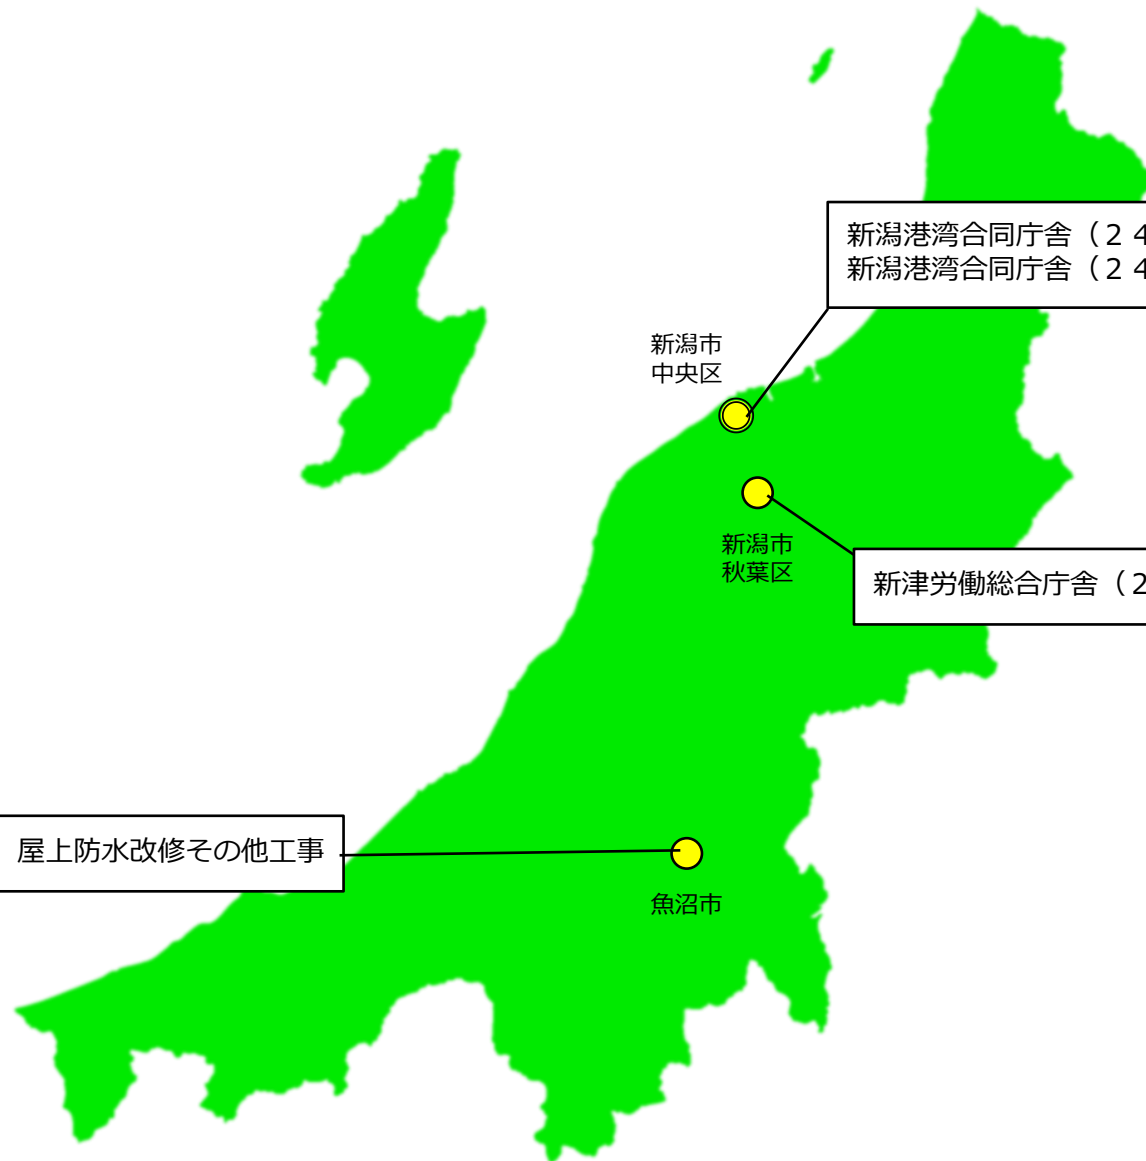 新潟港湾合同庁舎（２４
新潟港湾合同庁舎（２４
新潟市
中央区
新潟市
秋葉区
新津労働総合庁舎（２
屋上防水改修その他工事
魚沼市